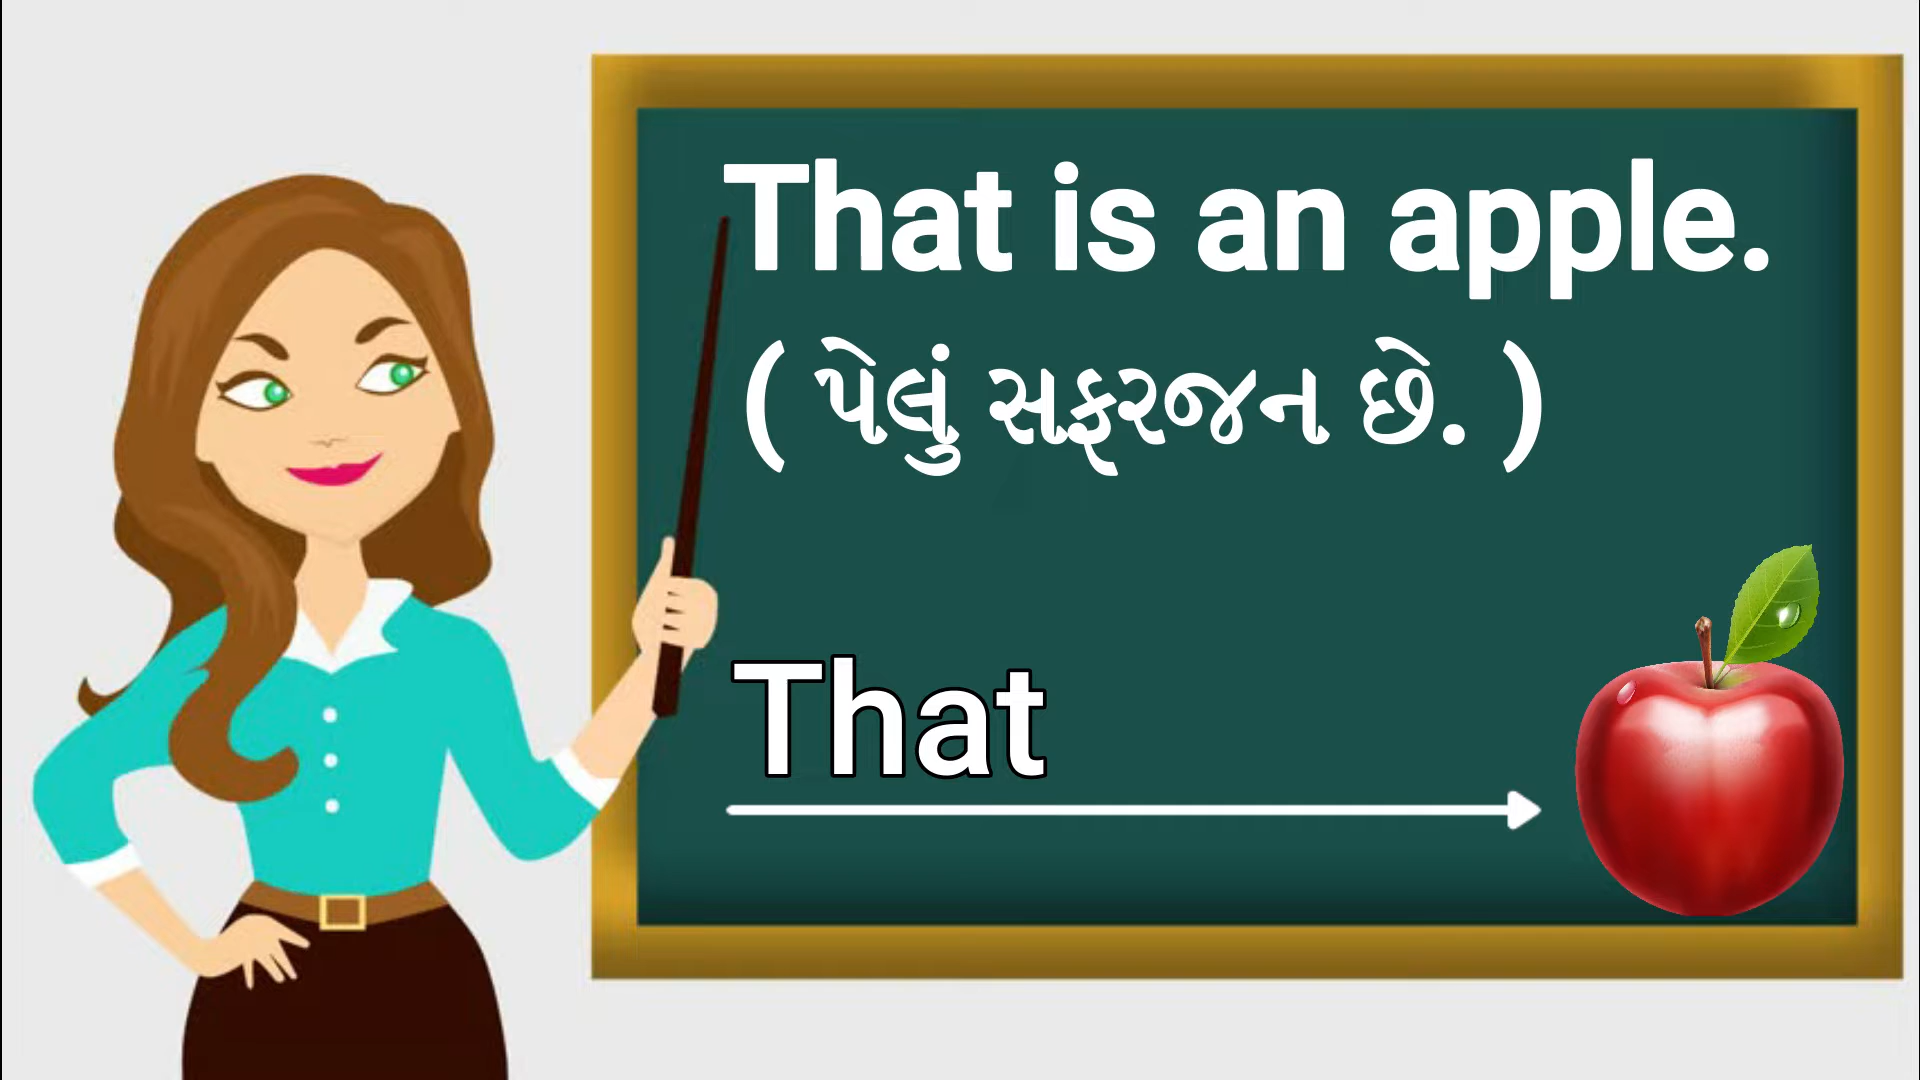 That is an apple.
( પેલું સફરજન છે. )
That